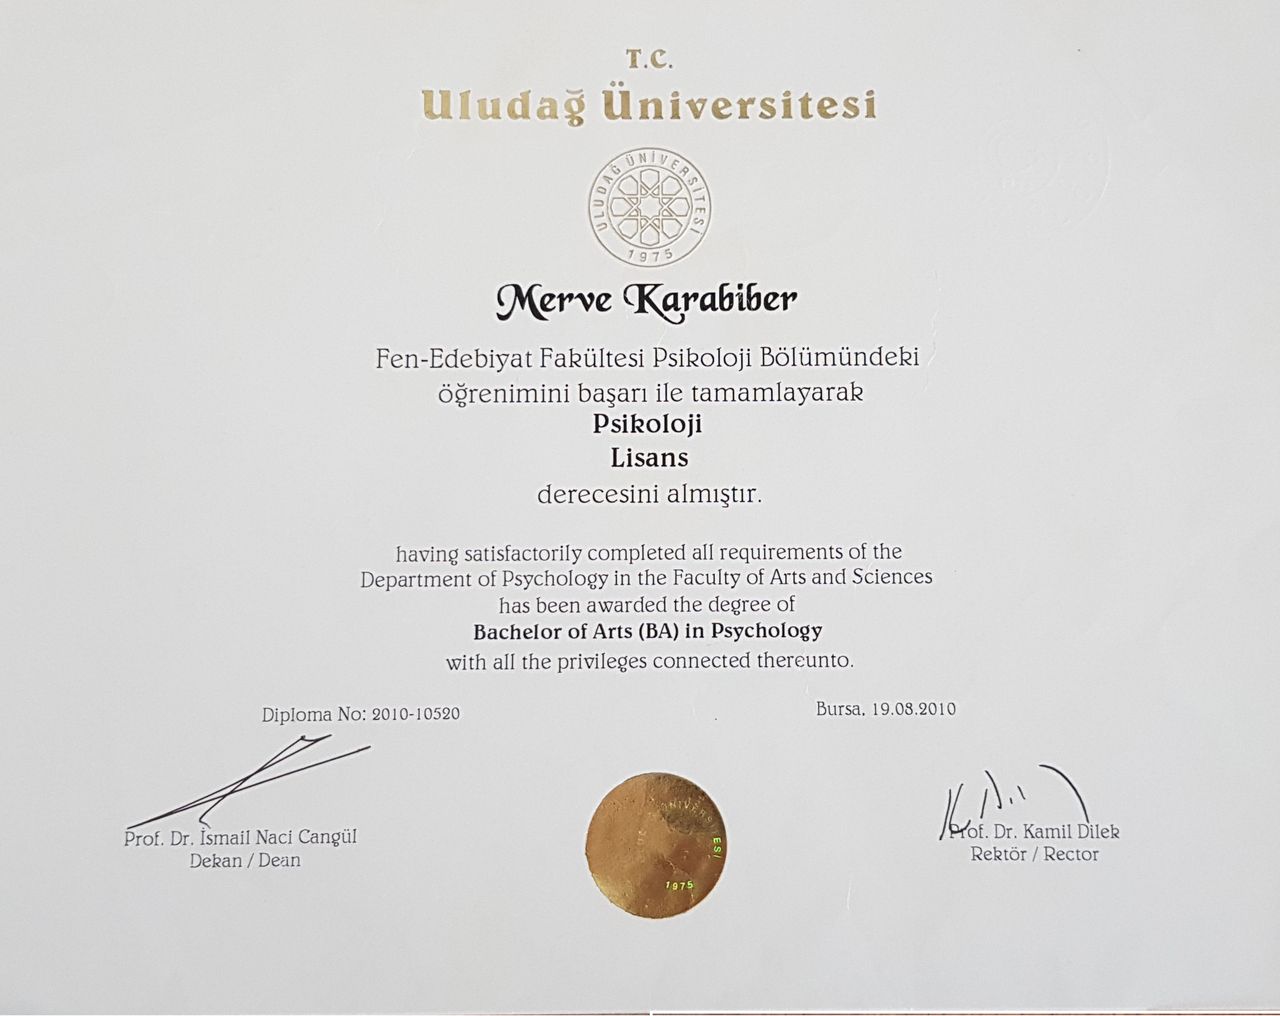 T.C.
Uludağ Üniversitesi
ULUDAĞ ÜNİVERSİTESİ
1975
Merve Karabiber
Fen-Edebiyat Fakültesi Psikoloji Bölümündeki
öğrenimini başarı ile tamamlayarak
Psikoloji
Lisans
derecesini almıştır.
having satisfactorily completed all requirements of the
Department of Psychology in the Faculty of Arts and Sciences
has been awarded the degree of
Bachelor of Arts (BA) in Psychology
with all the privileges connected thereunto.
Diploma No: 2010-10520
Bursa, 19.08.2010
Prof. Dr. İsmail Naci Cangül
Dekan / Dean
ÜNİVERSİTESİ
1975
Prof. Dr. Kamil Dilek
Rektör / Rector